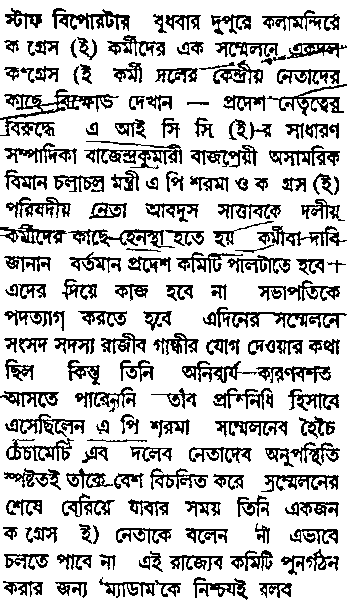 স্টাফ রিপোরটার বুধবার দুপুরে কলামন্দিরে
ক গ্রেস (ই) কর্মীদের এক সম্মেলনে একদল
কংগ্রেস (ই কর্মী দলের কেন্দ্রীয় নেতাদের
কাছে বিক্ষোভ দেখান — প্রদেশ নেতৃত্বের
বিরুদ্ধে এ আই সি সি (ই)-র সাধারণ
সম্পাদিকা রাজেন্দ্রকুমারী বাজপেয়ী অসামরিক
বিমান চলাচল মন্ত্রী এ পি শরমা ও ক গ্রস (ই)
পরিষদীয় নেতা আবদুস সাত্তারকে দলীয়
কর্মীদের কাছে হেনস্থা হতে হয় কর্মীরা দাবি
জানান বর্তমান প্রদেশ কমিটি পালটাতে হবে
এদের দিয়ে কাজ হবে না সভাপতিকে
পদত্যাগ করতে হবে এদিনের সম্মেলনে
সংসদ সদস্য রাজীব গান্ধীর যোগ দেওয়ার কথা
ছিল কিন্তু তিনি অনিবার্য কারণবশত
আসতে পারেননি তাঁর প্রতিনিধি হিসাবে
এসেছিলেন এ পি শরমা সম্মেলনের হৈচৈ
চেঁচামেচি এব দলের নেতাদের অনুপস্থিতি
স্পষ্টতই তাঁকে বেশ বিচলিত করে সম্মেলনের
শেষে বেরিয়ে যাবার সময় তিনি একজন
ক গ্রেস ই) নেতাকে বলেন না এভাবে
চলতে পারে না এই রাজ্যের কমিটি পুনর্গঠন
করার জন্য 'ম্যাডাম'কে নিশ্চয়ই বলব